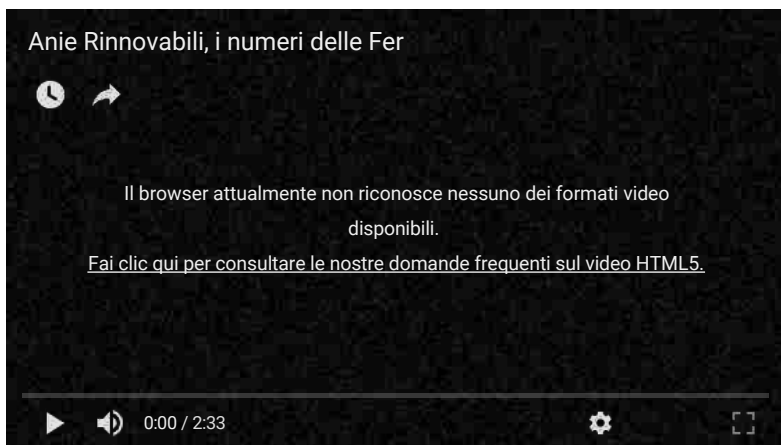 Anie Rinnovabili, i numeri delle Fer
Il browser attualmente non riconosce nessuno dei formati video
disponibili.
Fai clic qui per consultare le nostre domande frequenti sul video HTML5.
0:00 / 2:33